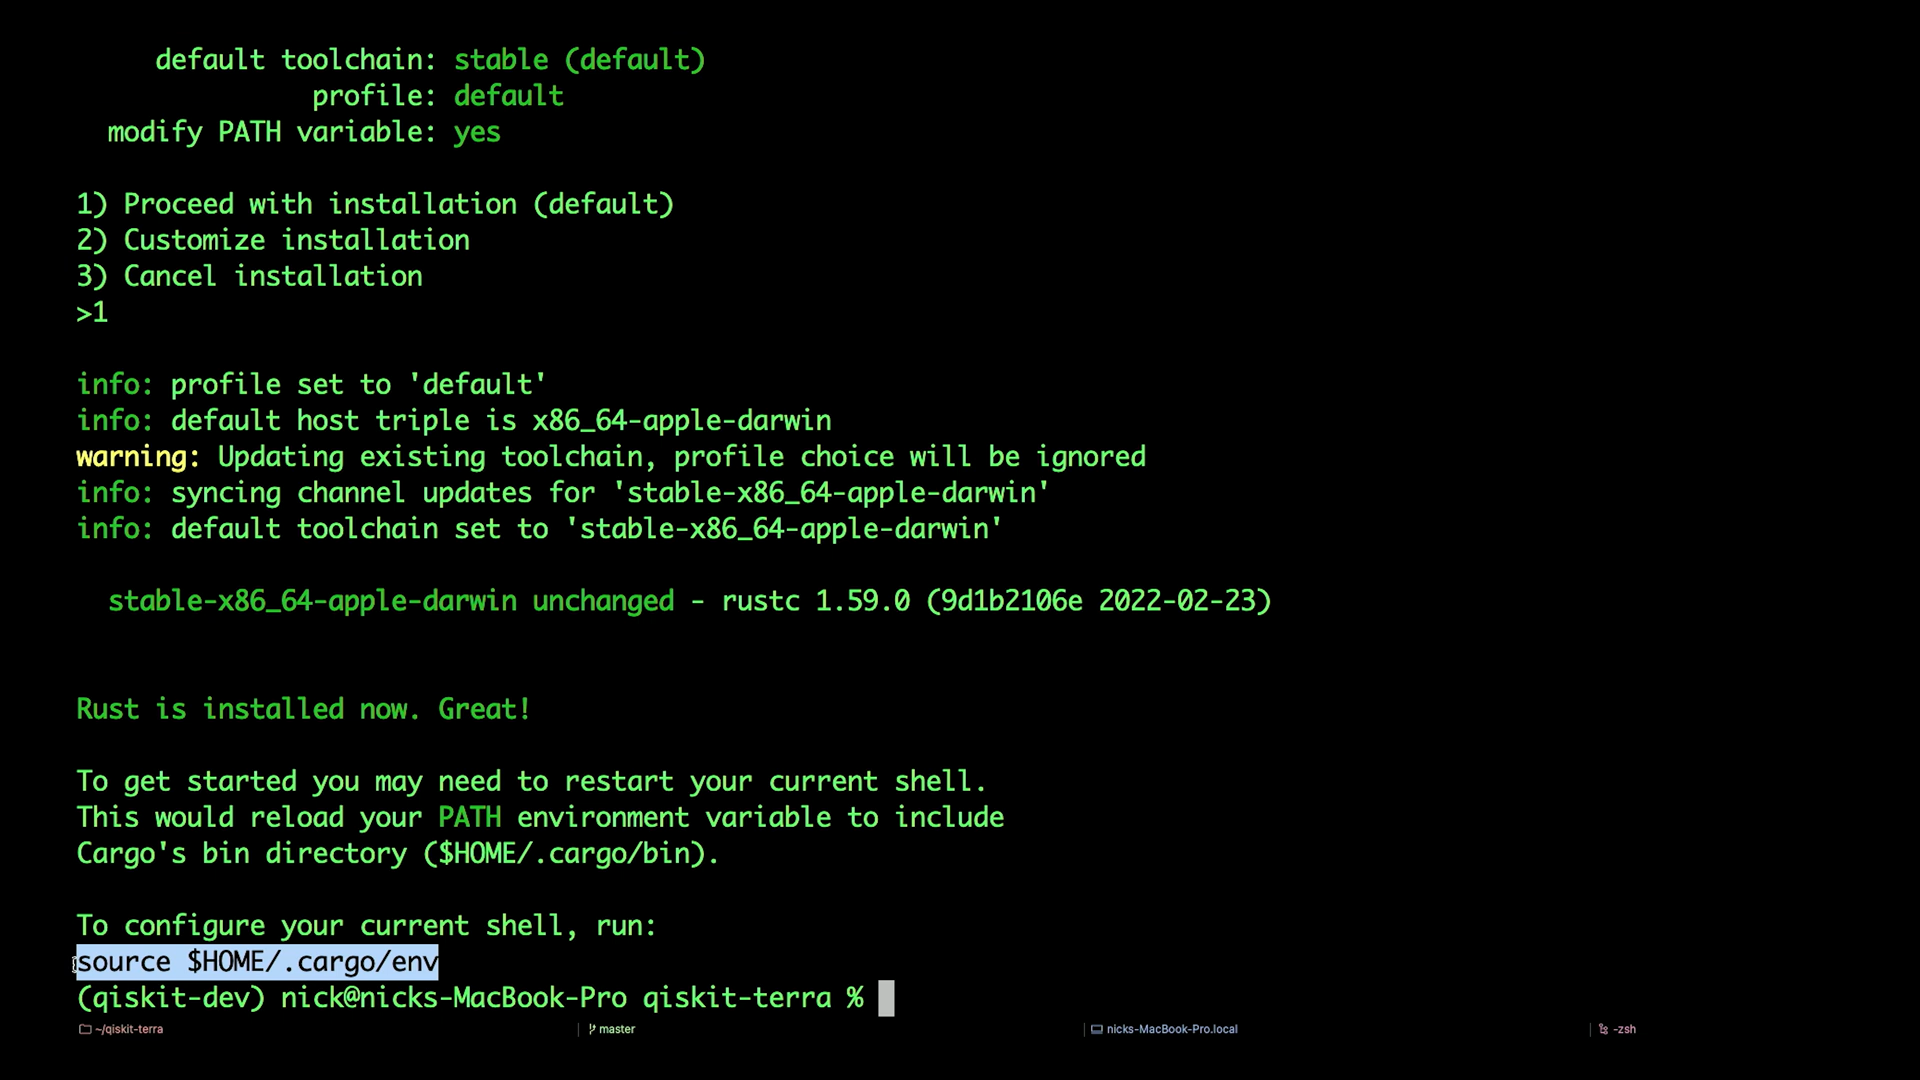 default toolchain: stable (default)
profile: default
modify PATH variable: yes
1) Proceed with installation (default)
2) Customize installation
3) Cancel installation
>1
info: profile set to 'default'
info: default host triple is x86_64-apple-darwin
warning: Updating existing toolchain, profile choice will be ignored
info: syncing channel updates for 'stable-x86_64-apple-darwin'
info: default toolchain set to 'stable-x86_64-apple-darwin'
stable-x86_64-apple-darwin unchanged - rustc 1.59.0 (9d1b2106e 2022-02-23)
Rust is installed now. Great!
To get started you may need to restart your current shell.
This would reload your PATH environment variable to include
Cargo's bin directory ($HOME/.cargo/bin).
To configure your current shell, run:
source $HOME/.cargo/env
(qiskit-dev) nick@nicks-MacBook-Pro qiskit-terra %
~/qiskit-terra master nicks-MacBook-Pro.local -zsh